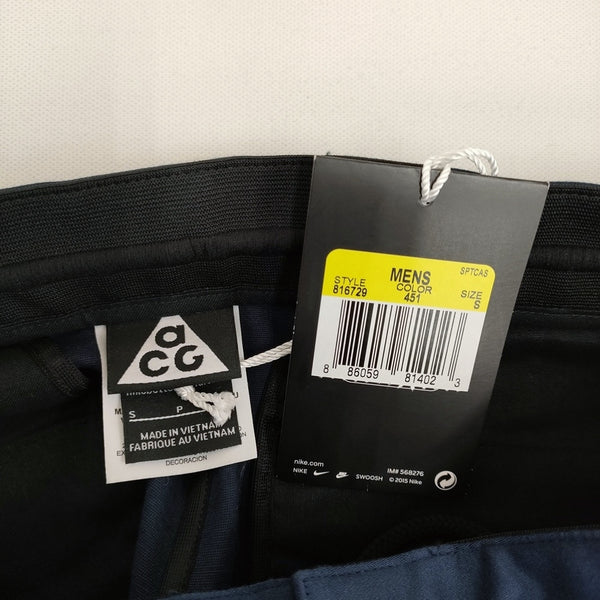 a
CG
S P
MADE IN VIETNAM
FABRIQUE AU VIETNAM
DECORACION
SPTCAS
MENS
STYLE COLOR SIZE
816729 451 S
8 86059 81402 3
nike.com
NIKE SWOOSH
IM# 568276
© 2015 Nike